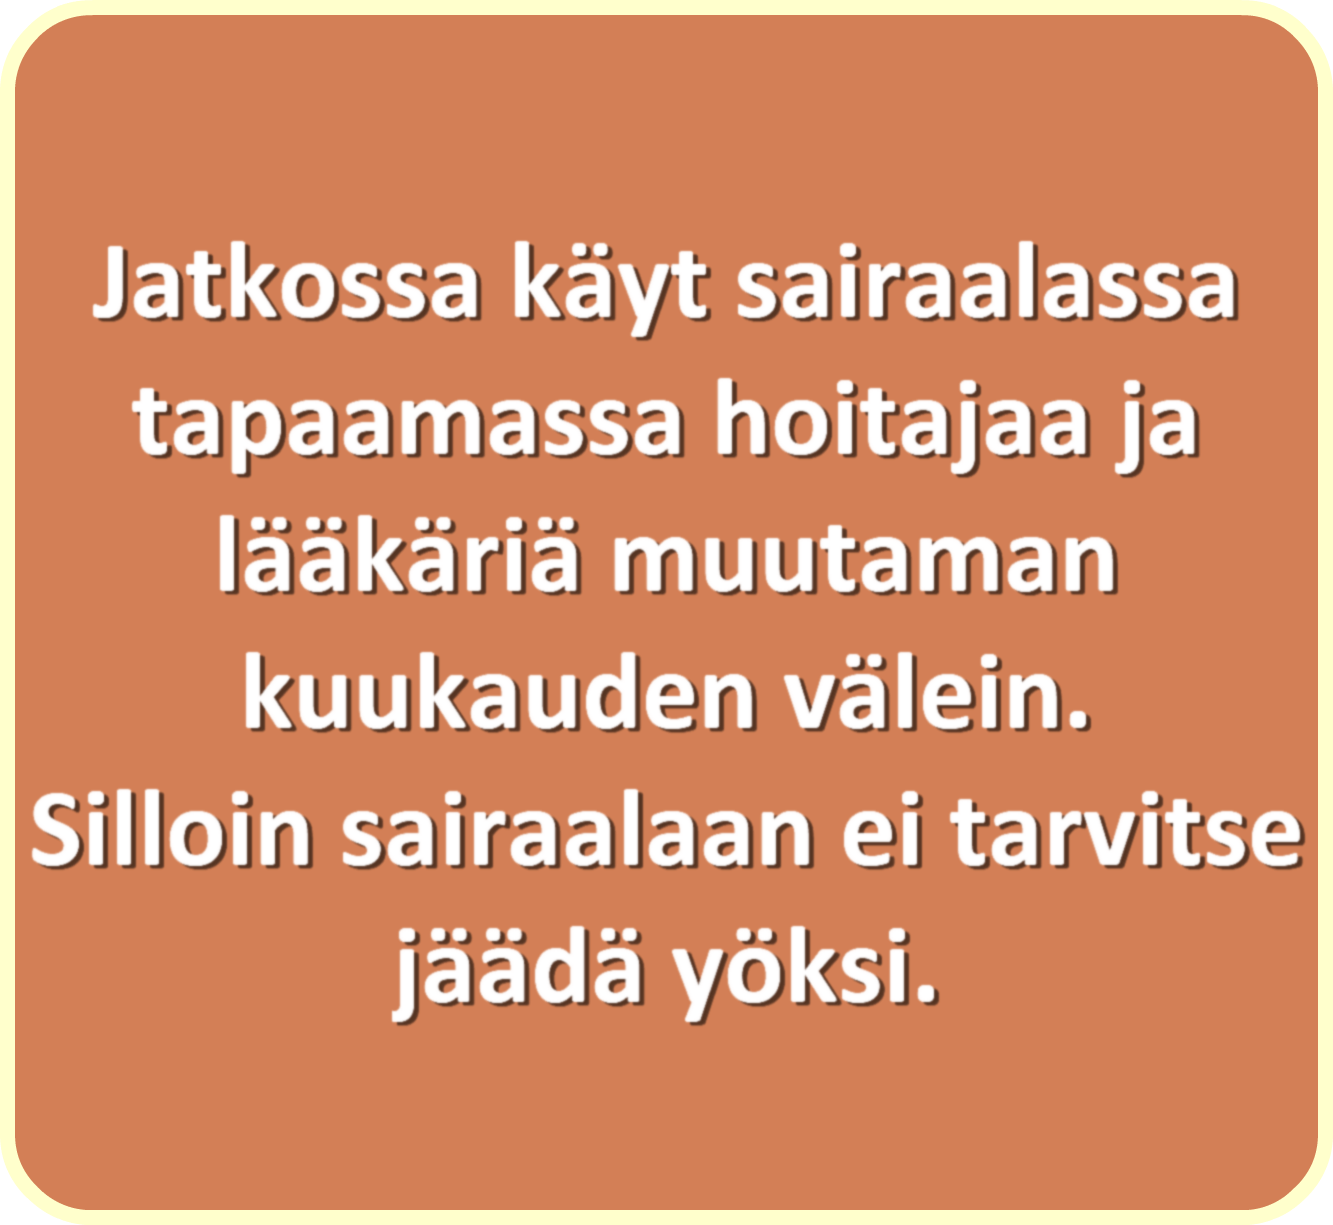 Jatkossa käyt sairaalassa
tapaamassa hoitajaa ja
lääkäriä muutaman
kuukauden välein.
Silloin sairaalaan ei tarvitse
jäädä yöksi.